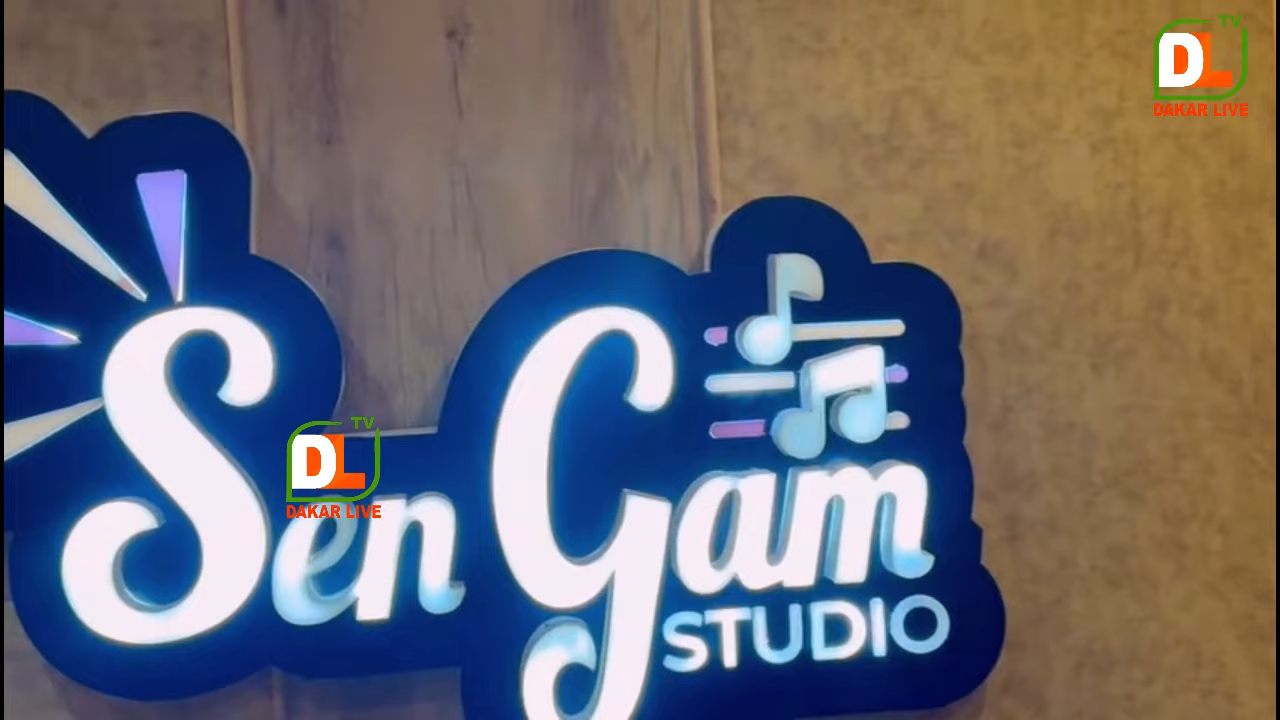 TV
DL
DAKAR LIVE
Sen Gam
STUDIO
TV
DL
DAKAR LIVE